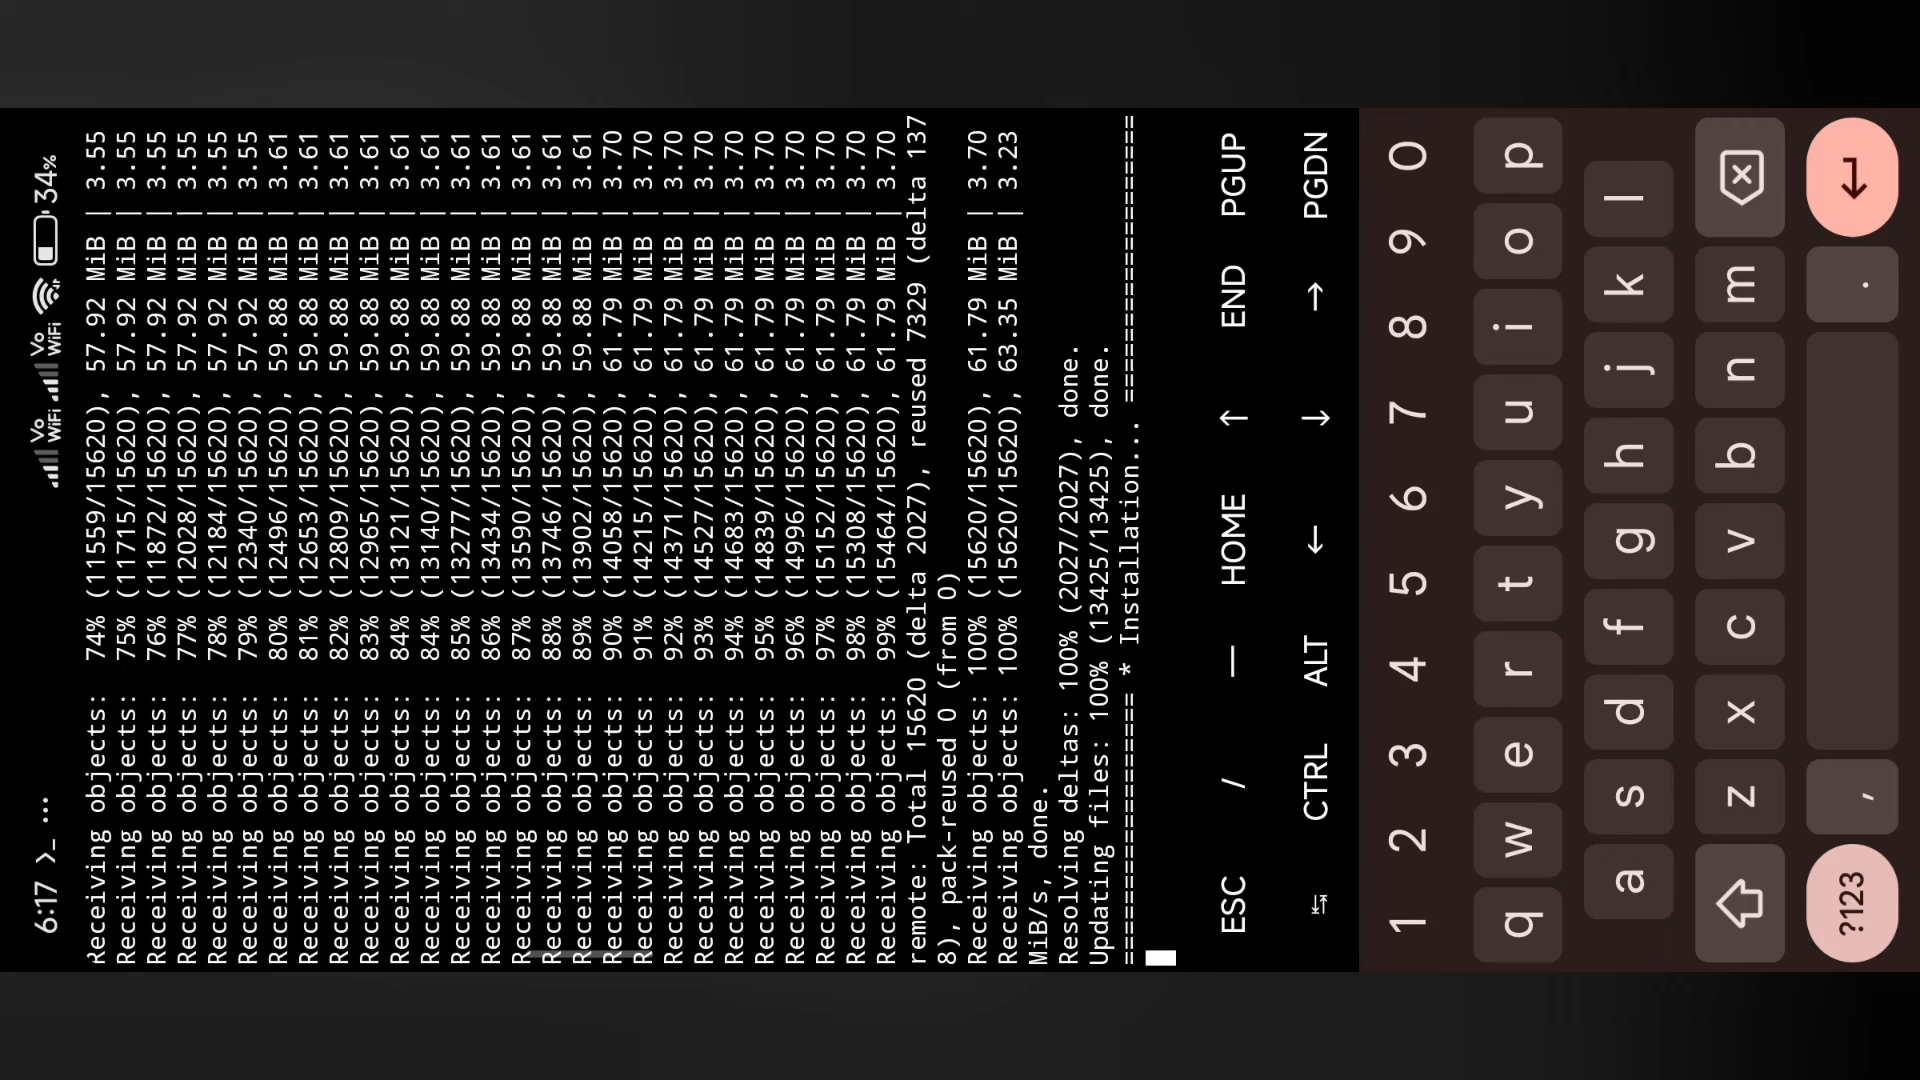 6:17 >_ ... Vo WiFi Vo WiFi 34%
Receiving objects:  74% (11559/15620), 57.92 MiB | 3.55
Receiving objects:  75% (11715/15620), 57.92 MiB | 3.55
Receiving objects:  76% (11872/15620), 57.92 MiB | 3.55
Receiving objects:  77% (12028/15620), 57.92 MiB | 3.55
Receiving objects:  78% (12184/15620), 57.92 MiB | 3.55
Receiving objects:  79% (12340/15620), 57.92 MiB | 3.55
Receiving objects:  80% (12496/15620), 59.88 MiB | 3.61
Receiving objects:  81% (12653/15620), 59.88 MiB | 3.61
Receiving objects:  82% (12809/15620), 59.88 MiB | 3.61
Receiving objects:  83% (12965/15620), 59.88 MiB | 3.61
Receiving objects:  84% (13121/15620), 59.88 MiB | 3.61
Receiving objects:  84% (13140/15620), 59.88 MiB | 3.61
Receiving objects:  85% (13277/15620), 59.88 MiB | 3.61
Receiving objects:  86% (13434/15620), 59.88 MiB | 3.61
Receiving objects:  87% (13590/15620), 59.88 MiB | 3.61
Receiving objects:  88% (13746/15620), 59.88 MiB | 3.61
Receiving objects:  89% (13902/15620), 59.88 MiB | 3.61
Receiving objects:  90% (14058/15620), 61.79 MiB | 3.70
Receiving objects:  91% (14215/15620), 61.79 MiB | 3.70
Receiving objects:  92% (14371/15620), 61.79 MiB | 3.70
Receiving objects:  93% (14527/15620), 61.79 MiB | 3.70
Receiving objects:  94% (14683/15620), 61.79 MiB | 3.70
Receiving objects:  95% (14839/15620), 61.79 MiB | 3.70
Receiving objects:  96% (14996/15620), 61.79 MiB | 3.70
Receiving objects:  97% (15152/15620), 61.79 MiB | 3.70
Receiving objects:  98% (15308/15620), 61.79 MiB | 3.70
Receiving objects:  99% (15464/15620), 61.79 MiB | 3.70
remote: Total 15620 (delta 2027), reused 7329 (delta 137
8), pack-reused 0 (from 0)
Receiving objects: 100% (15620/15620), 61.79 MiB | 3.70
Receiving objects: 100% (15620/15620), 63.35 MiB | 3.23
MiB/s, done.
Resolving deltas: 100% (2027/2027), done.
Updating files: 100% (13425/13425), done.
================== * Installation... ==================
ESC / — HOME ↑ END PGUP
↹ CTRL ALT ← ↓ → PGDN
1 2 3 4 5 6 7 8 9 0
q w e r t y u i o p
a s d f g h j k l
z x c v b n m
?123 , .